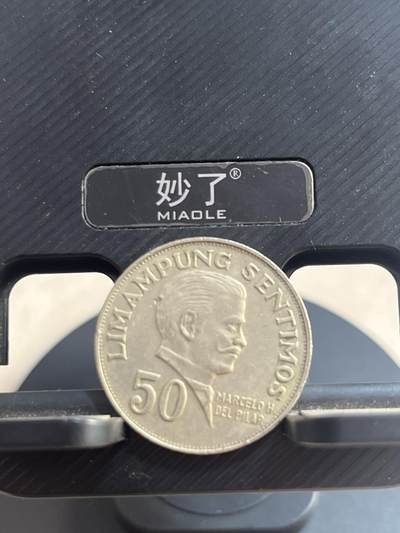 妙了®
MIAOLE
LIMAMPUNG SENTIMOS
50
MARCELO H.
DEL PILAR